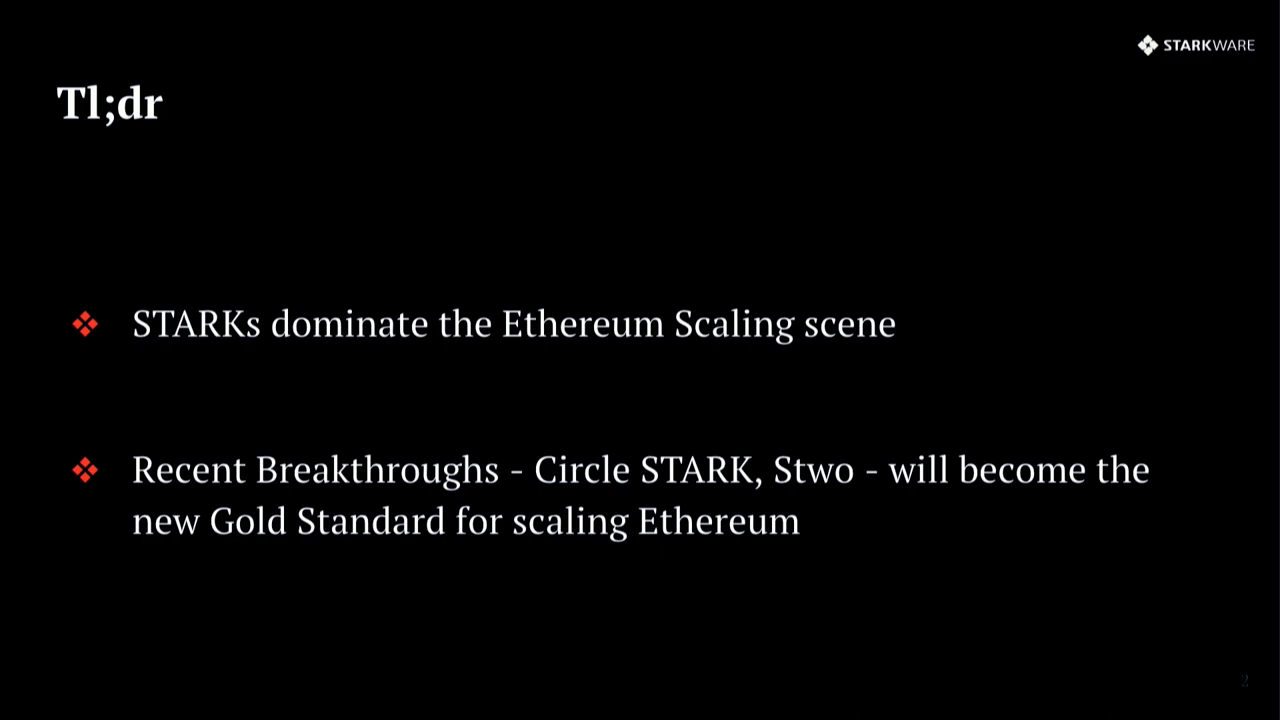 STARKWARE
Tl;dr
STARKs dominate the Ethereum Scaling scene
Recent Breakthroughs - Circle STARK, Stwo - will become the
new Gold Standard for scaling Ethereum
2